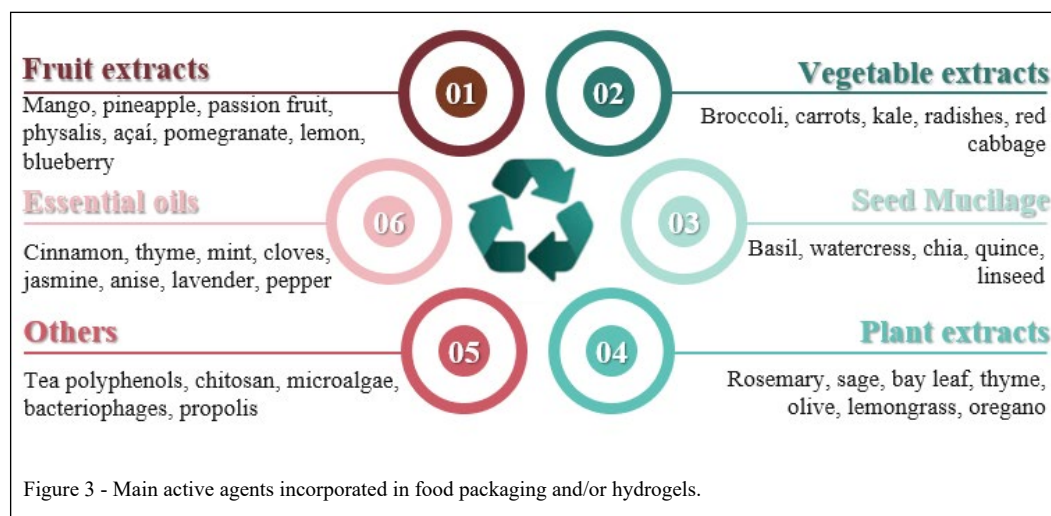 Fruit extracts
Mango, pineapple, passion fruit,
physalis, açaí, pomegranate, lemon,
blueberry
01
02
Vegetable extracts
Broccoli, carrots, kale, radishes, red
cabbage
Essential oils
Cinnamon, thyme, mint, cloves,
jasmine, anise, lavender, pepper
06
03
Seed Mucilage
Basil, watercress, chia, quince,
linseed
Others
Tea polyphenols, chitosan, microalgae,
bacteriophages, propolis
05
04
Plant extracts
Rosemary, sage, bay leaf, thyme,
olive, lemongrass, oregano
Figure 3 - Main active agents incorporated in food packaging and/or hydrogels.